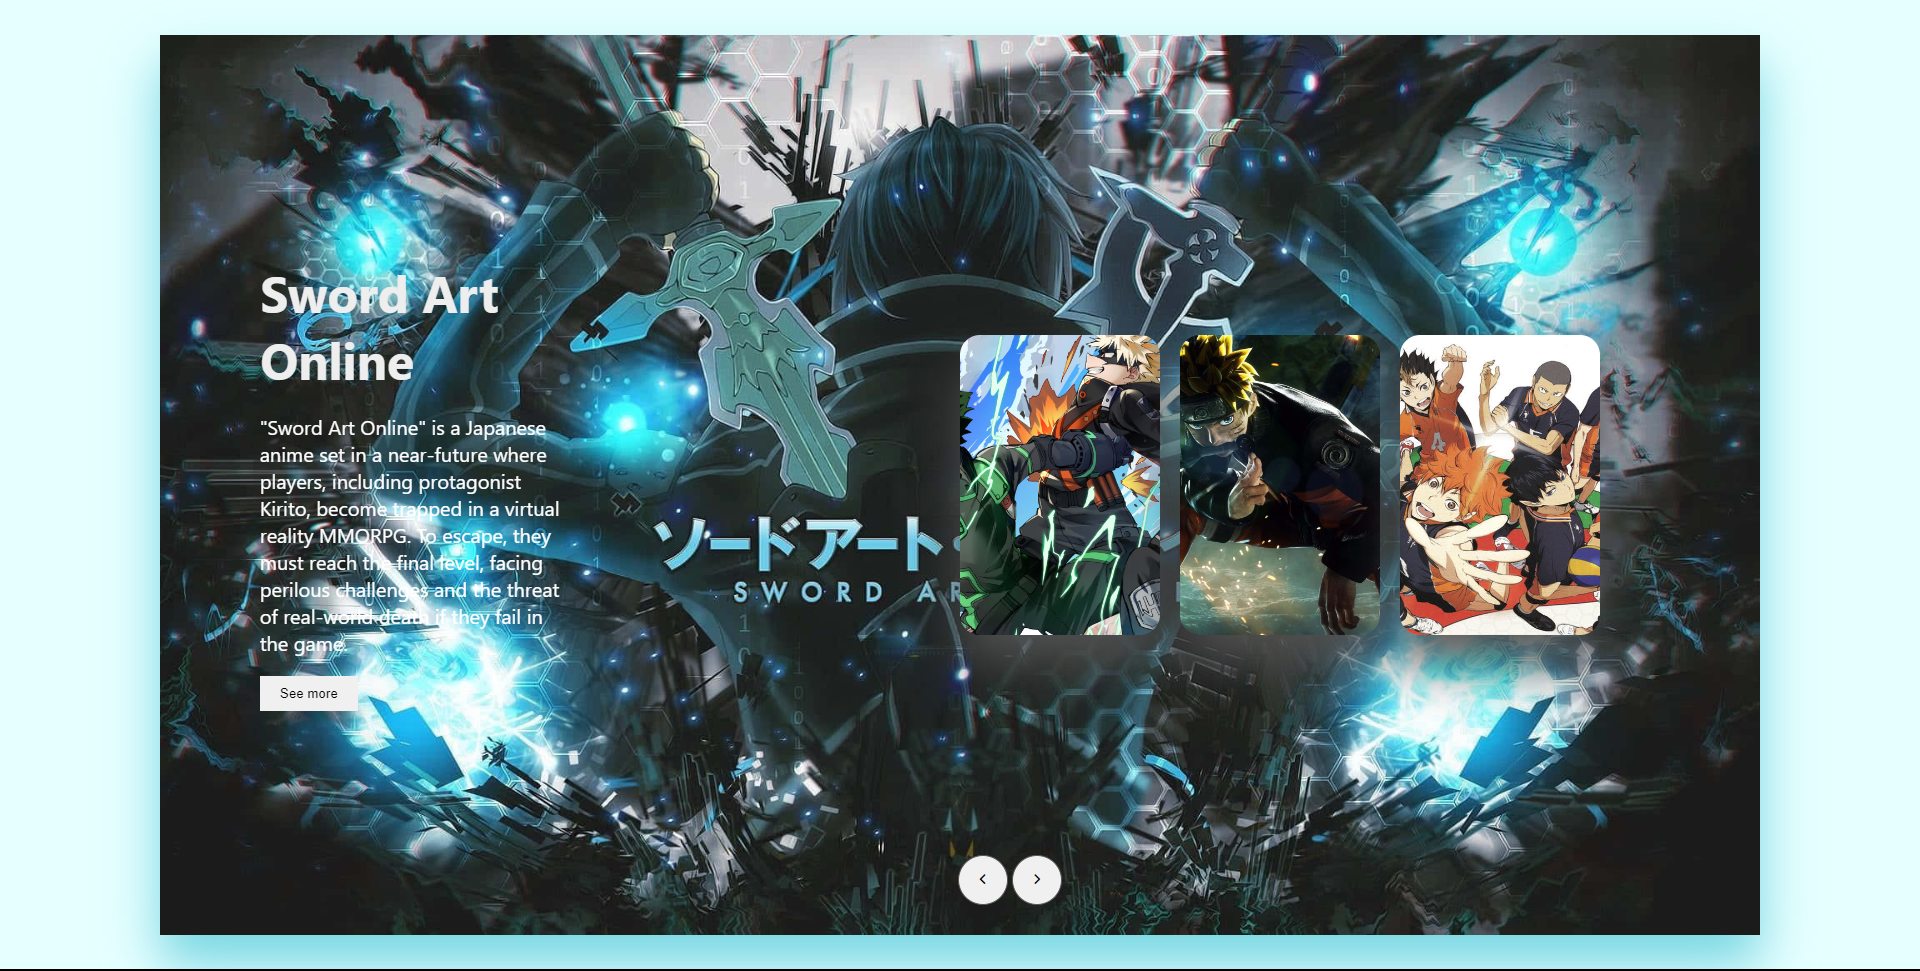 Sword Art
Online
"Sword Art Online" is a Japanese
anime set in a near-future where
players, including protagonist
Kirito, become trapped in a virtual
reality MMORPG. To escape, they
must reach the final level, facing
perilous challenges and the threat
of real-world death if they fail in
the game.
See more
ソードアート
SWORD AR